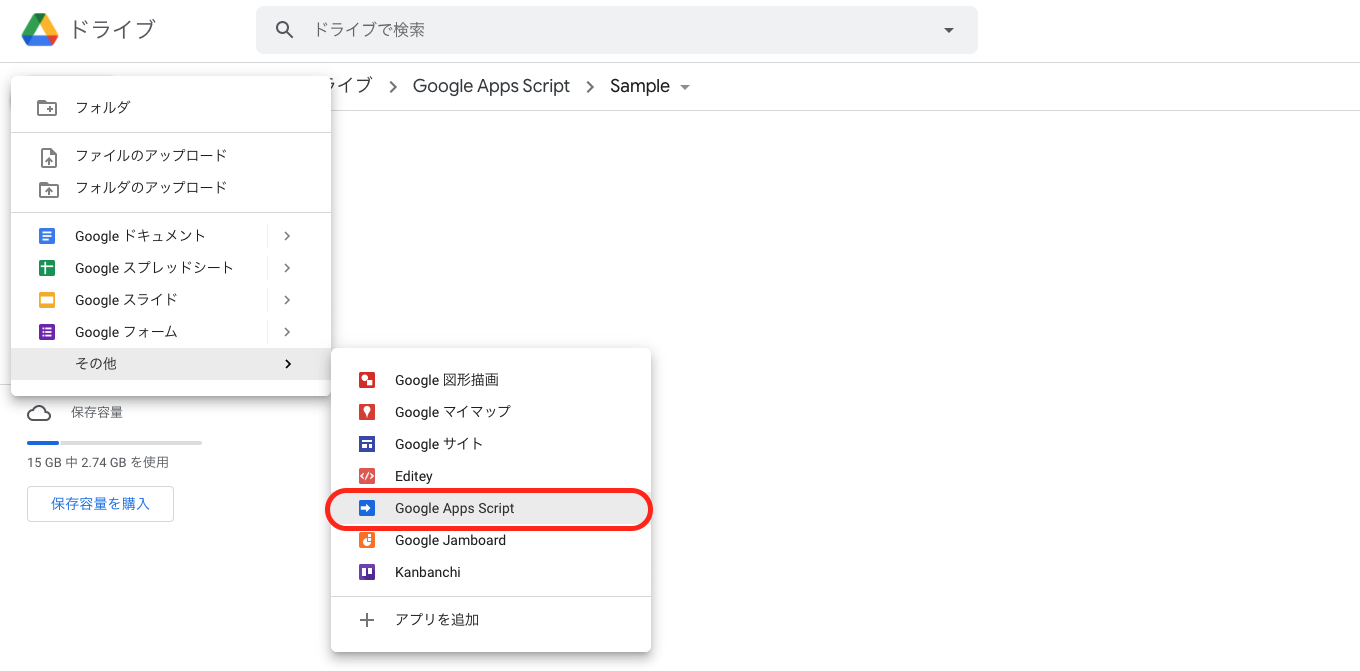 ドライブ
ドライブで検索
ライブ > Google Apps Script > Sample
フォルダ
ファイルのアップロード
フォルダのアップロード
Google ドキュメント
Google スプレッドシート
Google スライド
Google フォーム
その他
Google 図形描画
Google マイマップ
Google サイト
Editey
Google Apps Script
Google Jamboard
Kanbanchi
アプリを追加
保存容量
15 GB 中 2.74 GB を使用
保存容量を購入